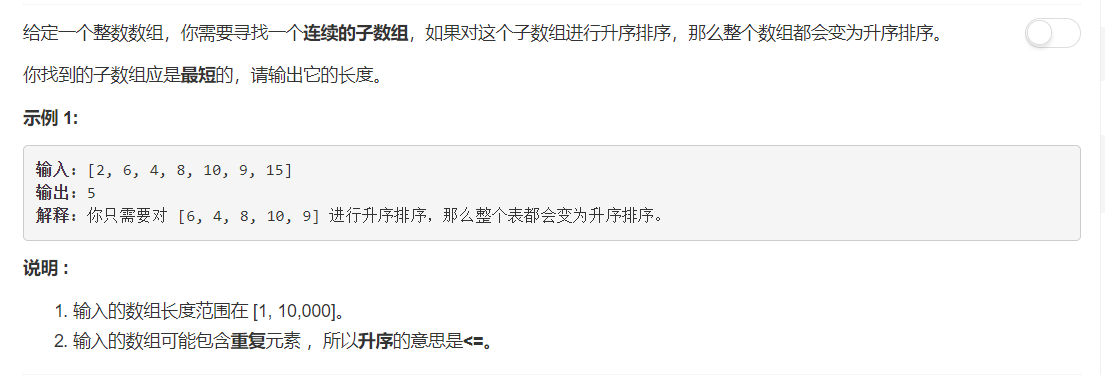 给定一个整数数组，你需要寻找一个连续的子数组，如果对这个子数组进行升序排序，那么整个数组都会变为升序排序。
你找到的子数组应是最短的，请输出它的长度。
示例 1:
输入: [2, 6, 4, 8, 10, 9, 15]
输出: 5
解释: 你只需要对 [6, 4, 8, 10, 9] 进行升序排序，那么整个表都会变为升序排序。
说明 :
1. 输入的数组长度范围在 [1, 10,000]。
2. 输入的数组可能包含重复元素 ，所以升序的意思是<=。